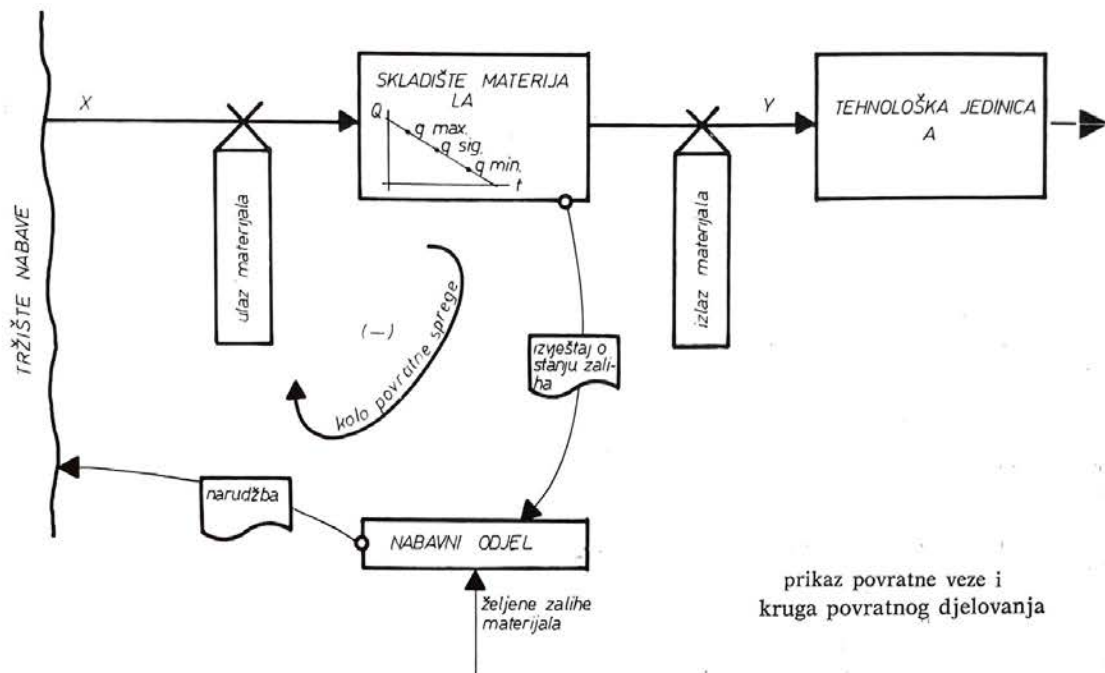 SKLADIŠTE MATERIJA
LA
Q
q max.
q sig.
q min.
t
X
Y
TEHNOLOŠKA JEDINICA
A
TRŽIŠTE NABAVE
ulaz materijala
izlaz materijala
(—)
kolo povratne sprege
izvještaj o
stanju zali-
ha
narudžba
NABAVNI ODJEL
željene zalihe
materijala
prikaz povratne veze i
kruga povratnog djelovanja